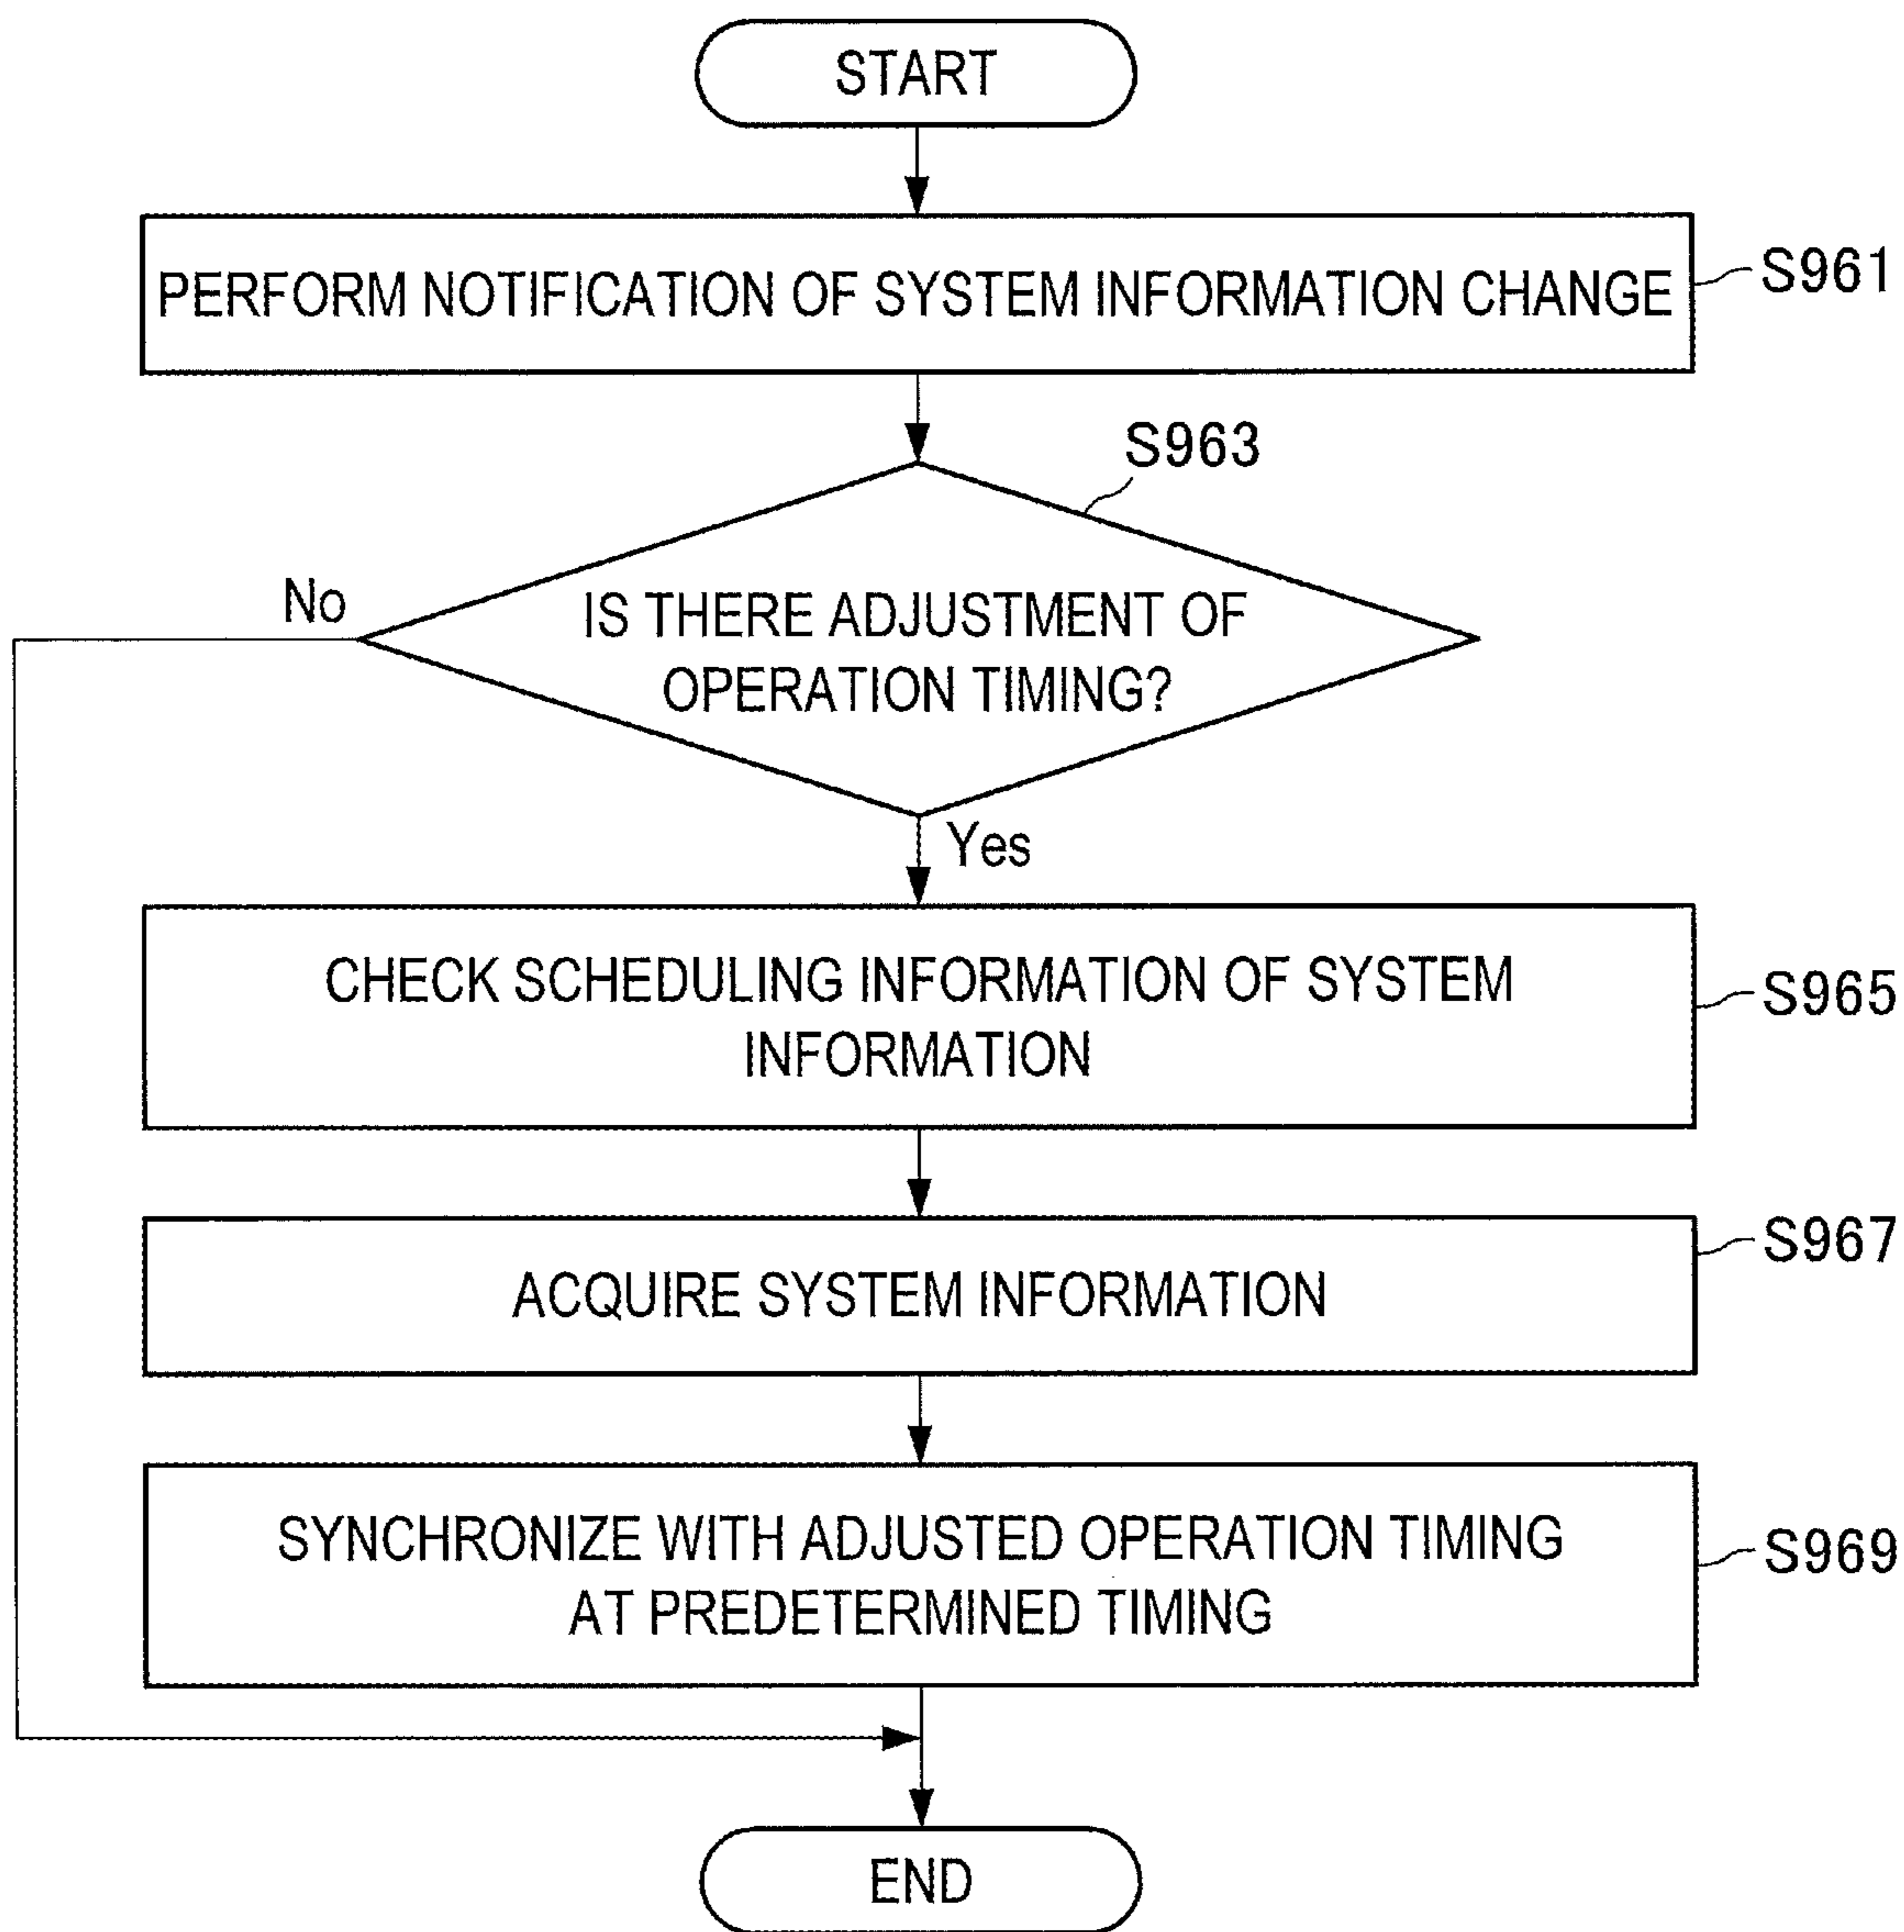 START
PERFORM NOTIFICATION OF SYSTEM INFORMATION CHANGE
S961
S963
No
IS THERE ADJUSTMENT OF
OPERATION TIMING?
Yes
CHECK SCHEDULING INFORMATION OF SYSTEM
INFORMATION
S965
ACQUIRE SYSTEM INFORMATION
S967
SYNCHRONIZE WITH ADJUSTED OPERATION TIMING
AT PREDETERMINED TIMING
S969
END